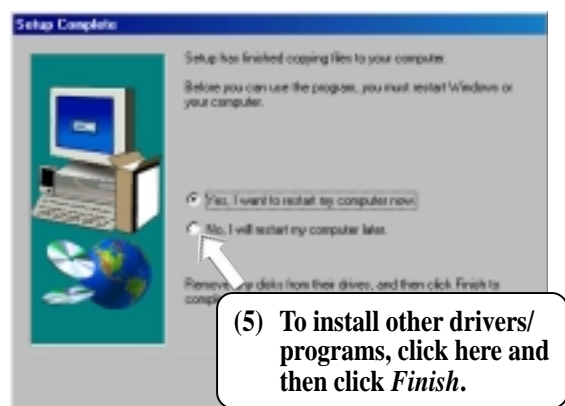 Setup Complete
Setup has finished copying files to your computer.
Before you can use the program, you must restart Windows or
your computer.
Yes, I want to restart my computer now.
No, I will restart my computer later.
Remove any disks from their drives, and then click Finish to
(5) To install other drivers/
programs, click here and
then click Finish.